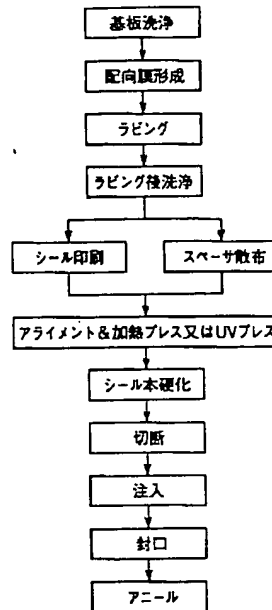 基板洗浄
配向膜形成
ラビング
ラビング後洗浄
シール印刷
スペーサ散布
アライメント&加熱プレス又はUVプレス
シール本硬化
切断
注入
封口
アニール